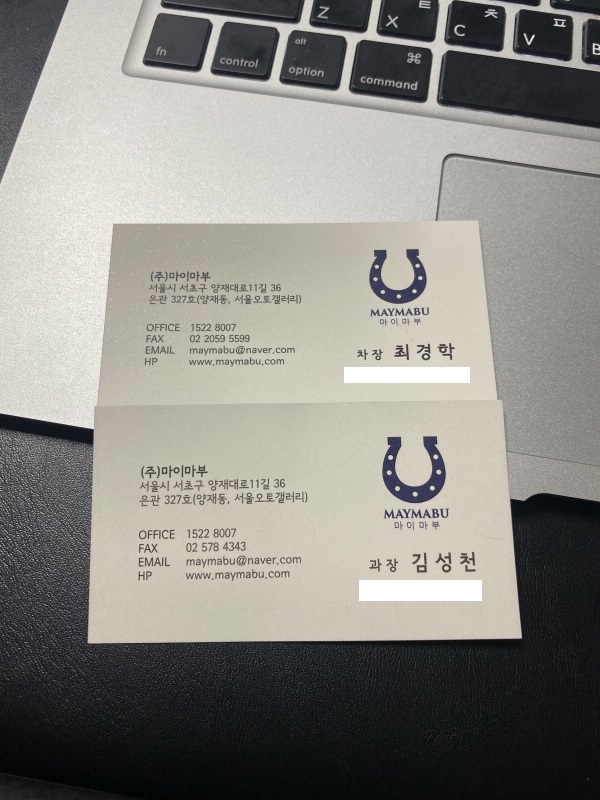 Z X ㅌ C ㅊ V ㅍ B
fn control alt option ⌘ command
(주)마이마부
서울시 서초구 양재대로11길 36
은관 327호(양재동, 서울오토갤러리)
OFFICE 1522 8007
FAX 02 2059 5599
EMAIL maymabu@naver.com
HP www.maymabu.com
MAYMABU
마이마부
차장 최경학
(주)마이마부
서울시 서초구 양재대로11길 36
은관 327호(양재동, 서울오토갤러리)
OFFICE 1522 8007
FAX 02 578 4343
EMAIL maymabu@naver.com
HP www.maymabu.com
MAYMABU
마이마부
과장 김성천